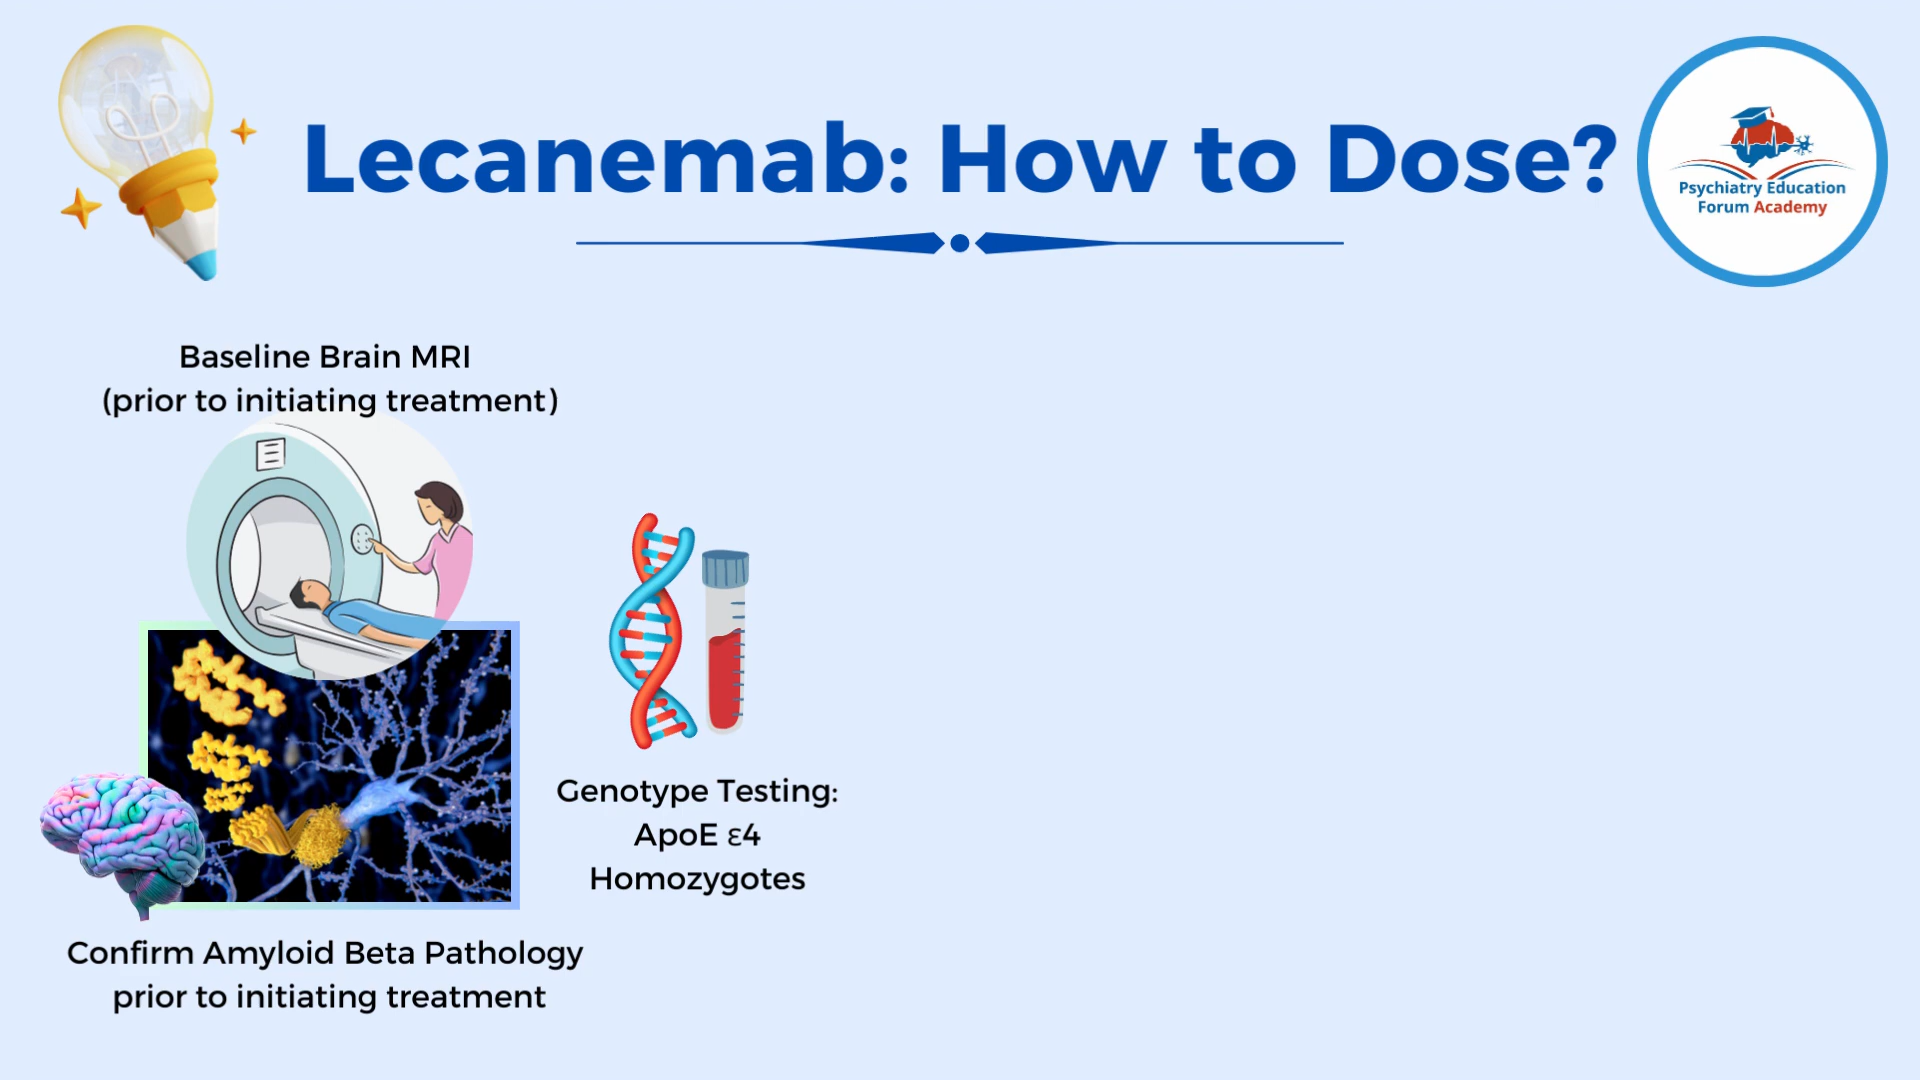 Lecanemab: How to Dose?
Psychiatry Education
Forum Academy
Baseline Brain MRI
(prior to initiating treatment)
Genotype Testing:
ApoE ε4
Homozygotes
Confirm Amyloid Beta Pathology
prior to initiating treatment